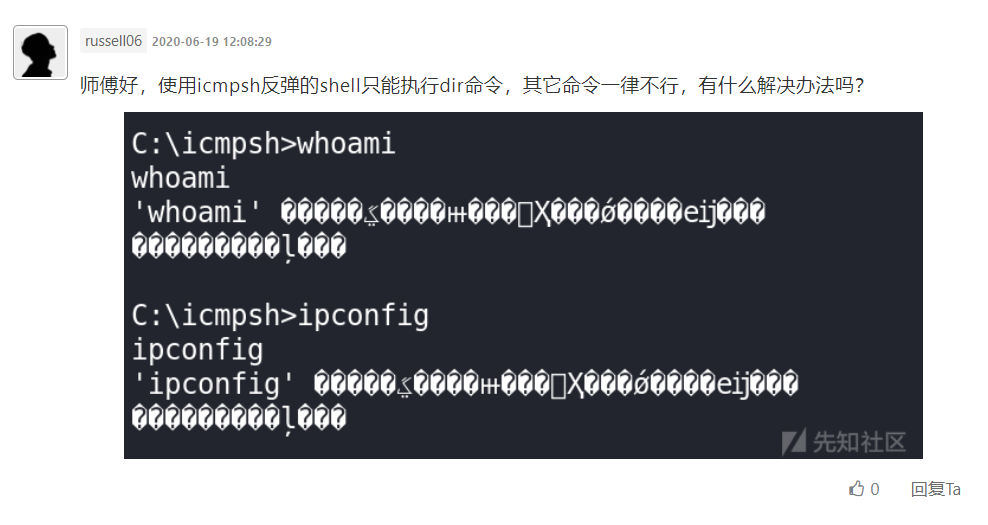 russell06 2020-06-19 12:08:29
师傅好，使用icmpsh反弹的shell只能执行dir命令，其它命令一律不行，有什么解决办法吗？
C:\icmpsh>whoami
whoami
'whoami' �����ݼ����ⲿ���Ҳ���ǿ����еĳ���
���������ļ���
C:\icmpsh>ipconfig
ipconfig
'ipconfig' �����ݼ����ⲿ���Ҳ���ǿ����еĳ���
���������ļ���
先知社区
0 回复Ta